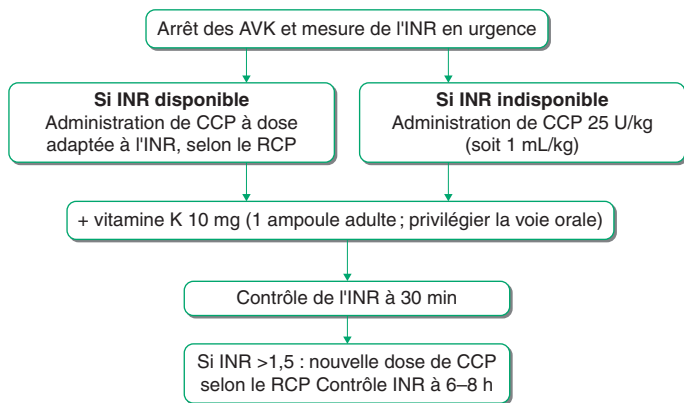 Arrêt des AVK et mesure de l'INR en urgence
Si INR disponible
Administration de CCP à dose
adaptée à l'INR, selon le RCP
Si INR indisponible
Administration de CCP 25 U/kg
(soit 1 mL/kg)
+ vitamine K 10 mg (1 ampoule adulte ; privilégier la voie orale)
Contrôle de l'INR à 30 min
Si INR >1,5 : nouvelle dose de CCP
selon le RCP Contrôle INR à 6–8 h